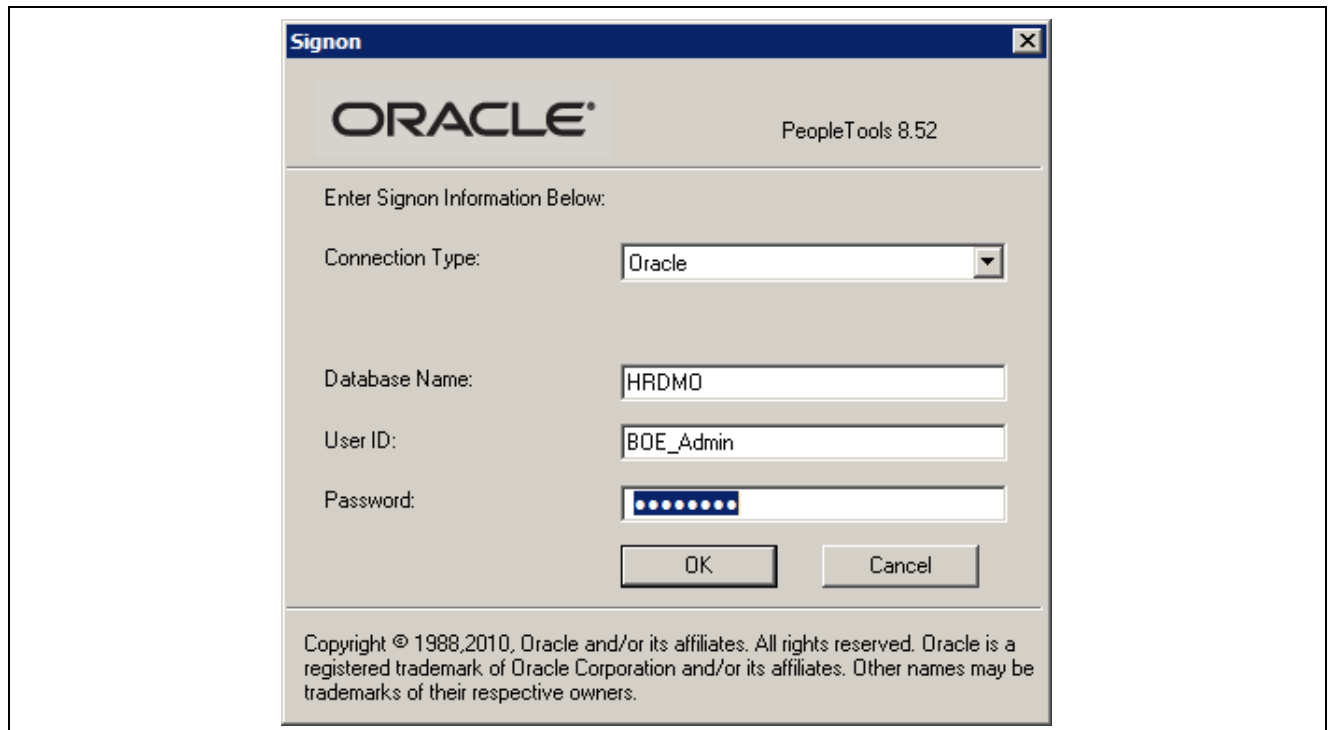 Signon
ORACLE®
PeopleTools 8.52
Enter Signon Information Below:
Connection Type:
Oracle
Database Name:
HRDMO
User ID:
BOE_Admin
Password:
••••••••
OK
Cancel
Copyright © 1988,2010, Oracle and/or its affiliates. All rights reserved. Oracle is a
registered trademark of Oracle Corporation and/or its affiliates. Other names may be
trademarks of their respective owners.